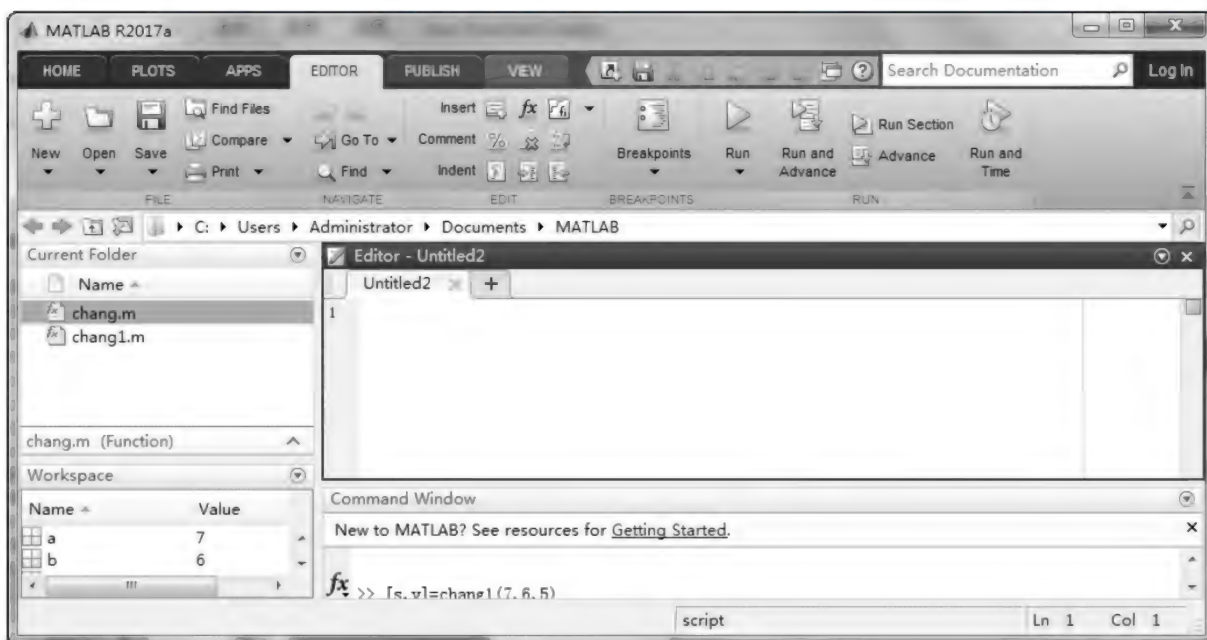 MATLAB R2017a
HOME PLOTS APPS EDITOR PUBLISH VIEW Search Documentation Log In
New Open Save Find Files Compare Print
Go To Find
Insert fx
Comment
Indent
Breakpoints
Run Run and Advance Run Section Advance Run and Time
FILE NAVIGATE EDIT BREAKPOINTS RUN
C: Users Administrator Documents MATLAB
Current Folder
Name
chang.m
chang1.m
chang.m (Function)
Workspace
Name Value
a 7
b 6
Editor - Untitled2
Untitled2 +
1
Command Window
New to MATLAB? See resources for Getting Started.
fx >> [s,v]=chang1(7,6,5)
script Ln 1 Col 1